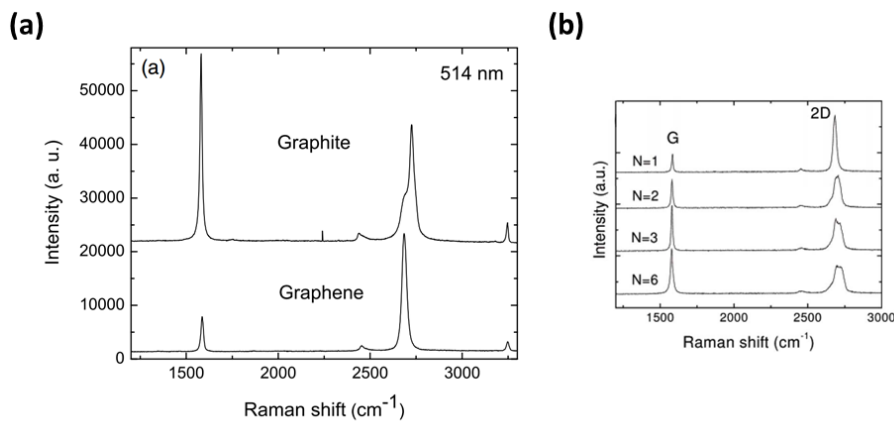 (a)
(a)
514 nm
Graphite
Graphene
50000
40000
30000
20000
10000
0
Intensity (a. u.)
1500
2000
2500
3000
Raman shift (cm-1)
(b)
2D
G
N=1
N=2
N=3
N=6
Intensity (a.u.)
1500
2000
2500
3000
Raman shift (cm-1)